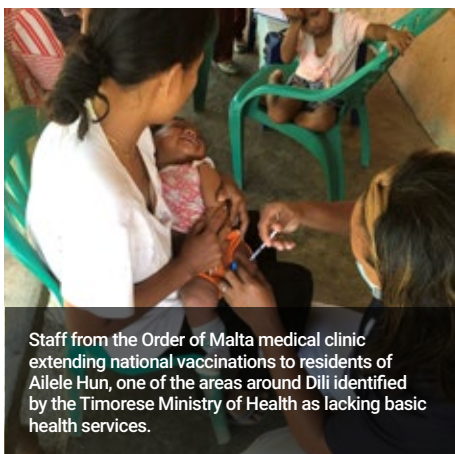 Staff from the Order of Malta medical clinic
extending national vaccinations to residents of
Ailele Hun, one of the areas around Dili identified
by the Timorese Ministry of Health as lacking basic
health services.